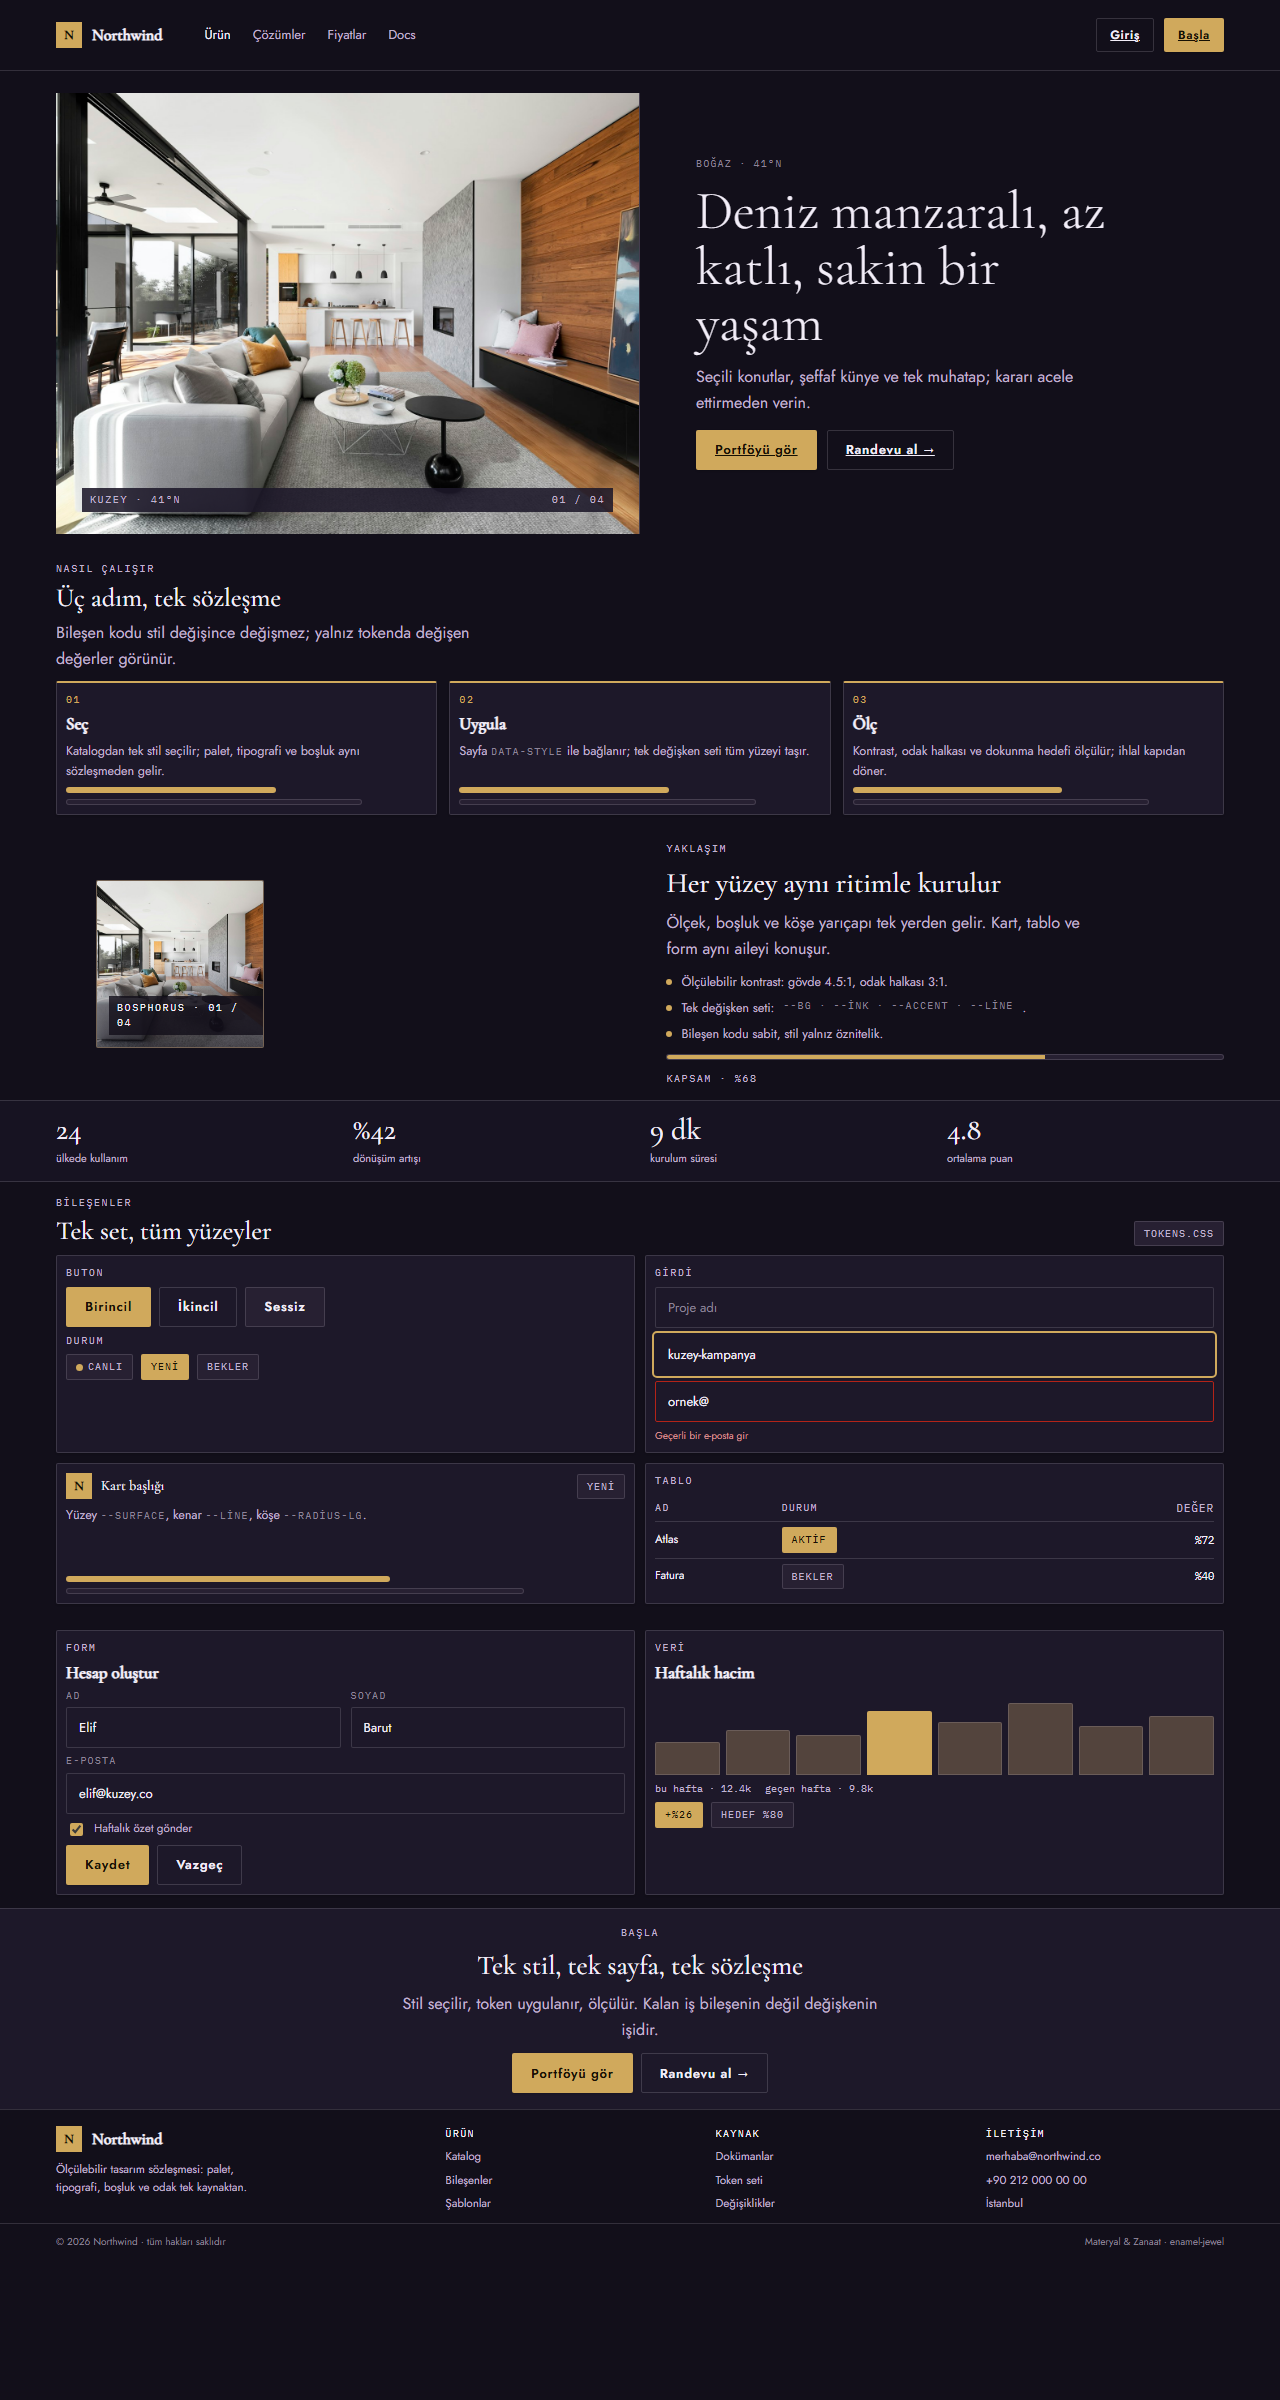 N Northwind Ürün Çözümler Fiyatlar Docs Giriş Başla
BOĞAZ · 41°N
Deniz manzaralı, az
katlı, sakin bir
yaşam
Seçili konutlar, şeffaf künye ve tek muhatap; kararı acele
ettirmeden verin.
Portföyü gör Randevu al →
KUZEY · 41°N 01 / 04
NASIL ÇALIŞIR
Üç adım, tek sözleşme
Bileşen kodu stil değişince değişmez; yalnız tokenda değişen
değerler görünür.
01
Seç
Katalogdan tek stil seçilir; palet, tipografi ve boşluk aynı
sözleşmeden gelir.
02
Uygula
Sayfa DATA-STYLE ile bağlanır; tek değişken seti tüm yüzeyi taşır.
03
Ölç
Kontrast, odak halkası ve dokunma hedefi ölçülür; ihlal kapıdan
döner.
BOSPHORUS · 01 /
04
YAKLAŞIM
Her yüzey aynı ritimle kurulur
Ölçek, boşluk ve köşe yarıçapı tek yerden gelir. Kart, tablo ve
form aynı aileyi konuşur.
Ölçülebilir kontrast: gövde 4.5:1, odak halkası 3:1.
Tek değişken seti: --BG · --İNK · --ACCENT · --LİNE .
Bileşen kodu sabit, stil yalnız öznitelik.
KAPSAM · %68
24
ülkede kullanım
%42
dönüşüm artışı
9 dk
kurulum süresi
4.8
ortalama puan
BİLEŞENLER
Tek set, tüm yüzeyler
TOKENS.CSS
BUTON
Birincil İkincil Sessiz
DURUM
CANLI YENİ BEKLER
GİRDİ
Proje adı
kuzey-kampanya
ornek@
Geçerli bir e-posta gir
N Kart başlığı YENİ
Yüzey --SURFACE, kenar --LİNE, köşe --RADİUS-LG.
TABLO
AD DURUM DEĞER
Atlas AKTİF %72
Fatura BEKLER %40
FORM
Hesap oluştur
AD SOYAD
Elif Barut
E-POSTA
elif@kuzey.co
Haftalık özet gönder
Kaydet Vazgeç
VERİ
Haftalık hacim
bu hafta · 12.4k geçen hafta · 9.8k
+%26 HEDEF %80
BAŞLA
Tek stil, tek sayfa, tek sözleşme
Stil seçilir, token uygulanır, ölçülür. Kalan iş bileşenin değil değişkenin
işidir.
Portföyü gör Randevu al →
N Northwind
Ölçülebilir tasarım sözleşmesi: palet,
tipografi, boşluk ve odak tek kaynaktan.
ÜRÜN
Katalog
Bileşenler
Şablonlar
KAYNAK
Dokümanlar
Token seti
Değişiklikler
İLETİŞİM
merhaba@northwind.co
+90 212 000 00 00
İstanbul
© 2026 Northwind · tüm hakları saklıdır
Materyal & Zanaat · enamel-jewel